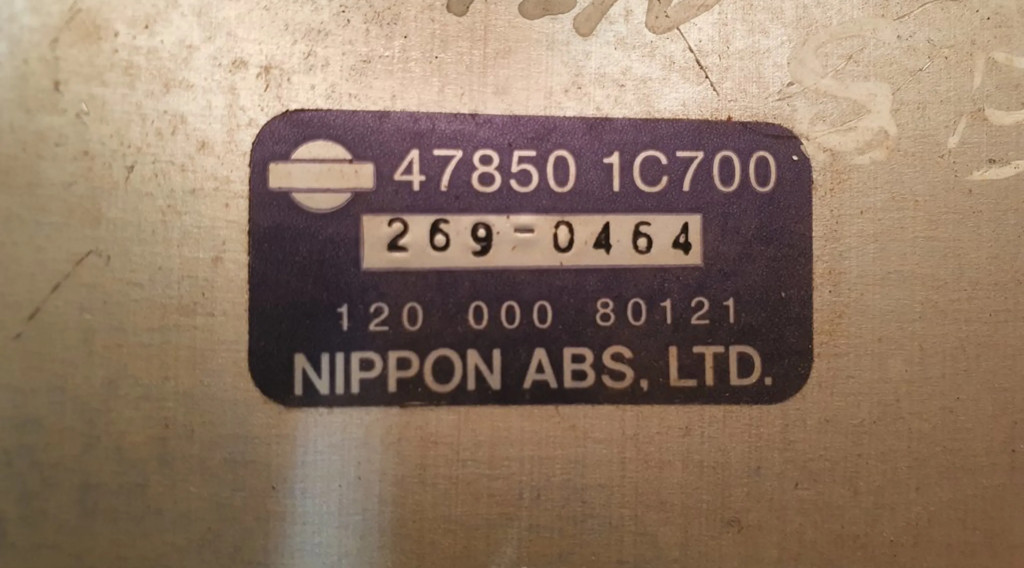 47850 1C700
269-0464
120 000 80121
NIPPON ABS, LTD.